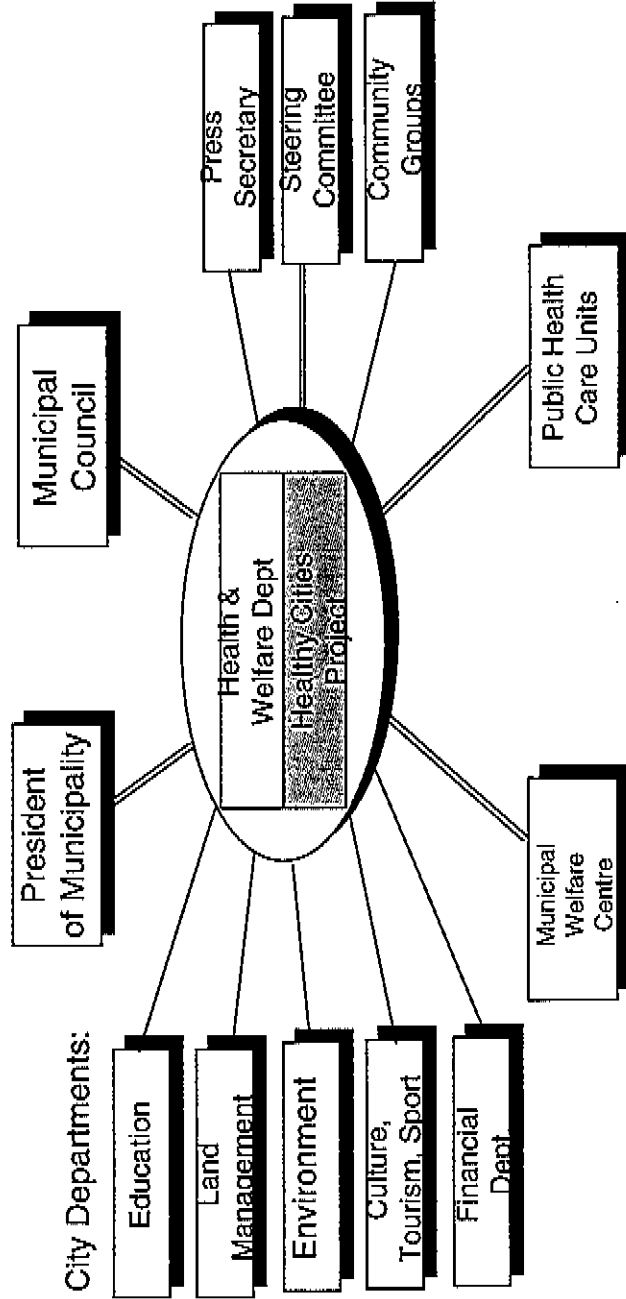 President
of Municipality
Municipal
Council
City Departments:
Education
Land
Management
Environment
Culture,
Tourism, Sport
Financial
Dept
Health &
Welfare Dept
Healthy Cities
Project
Press
Secretary
Steering
Committee
Community
Groups
Municipal
Welfare
Centre
Public Health
Care Units